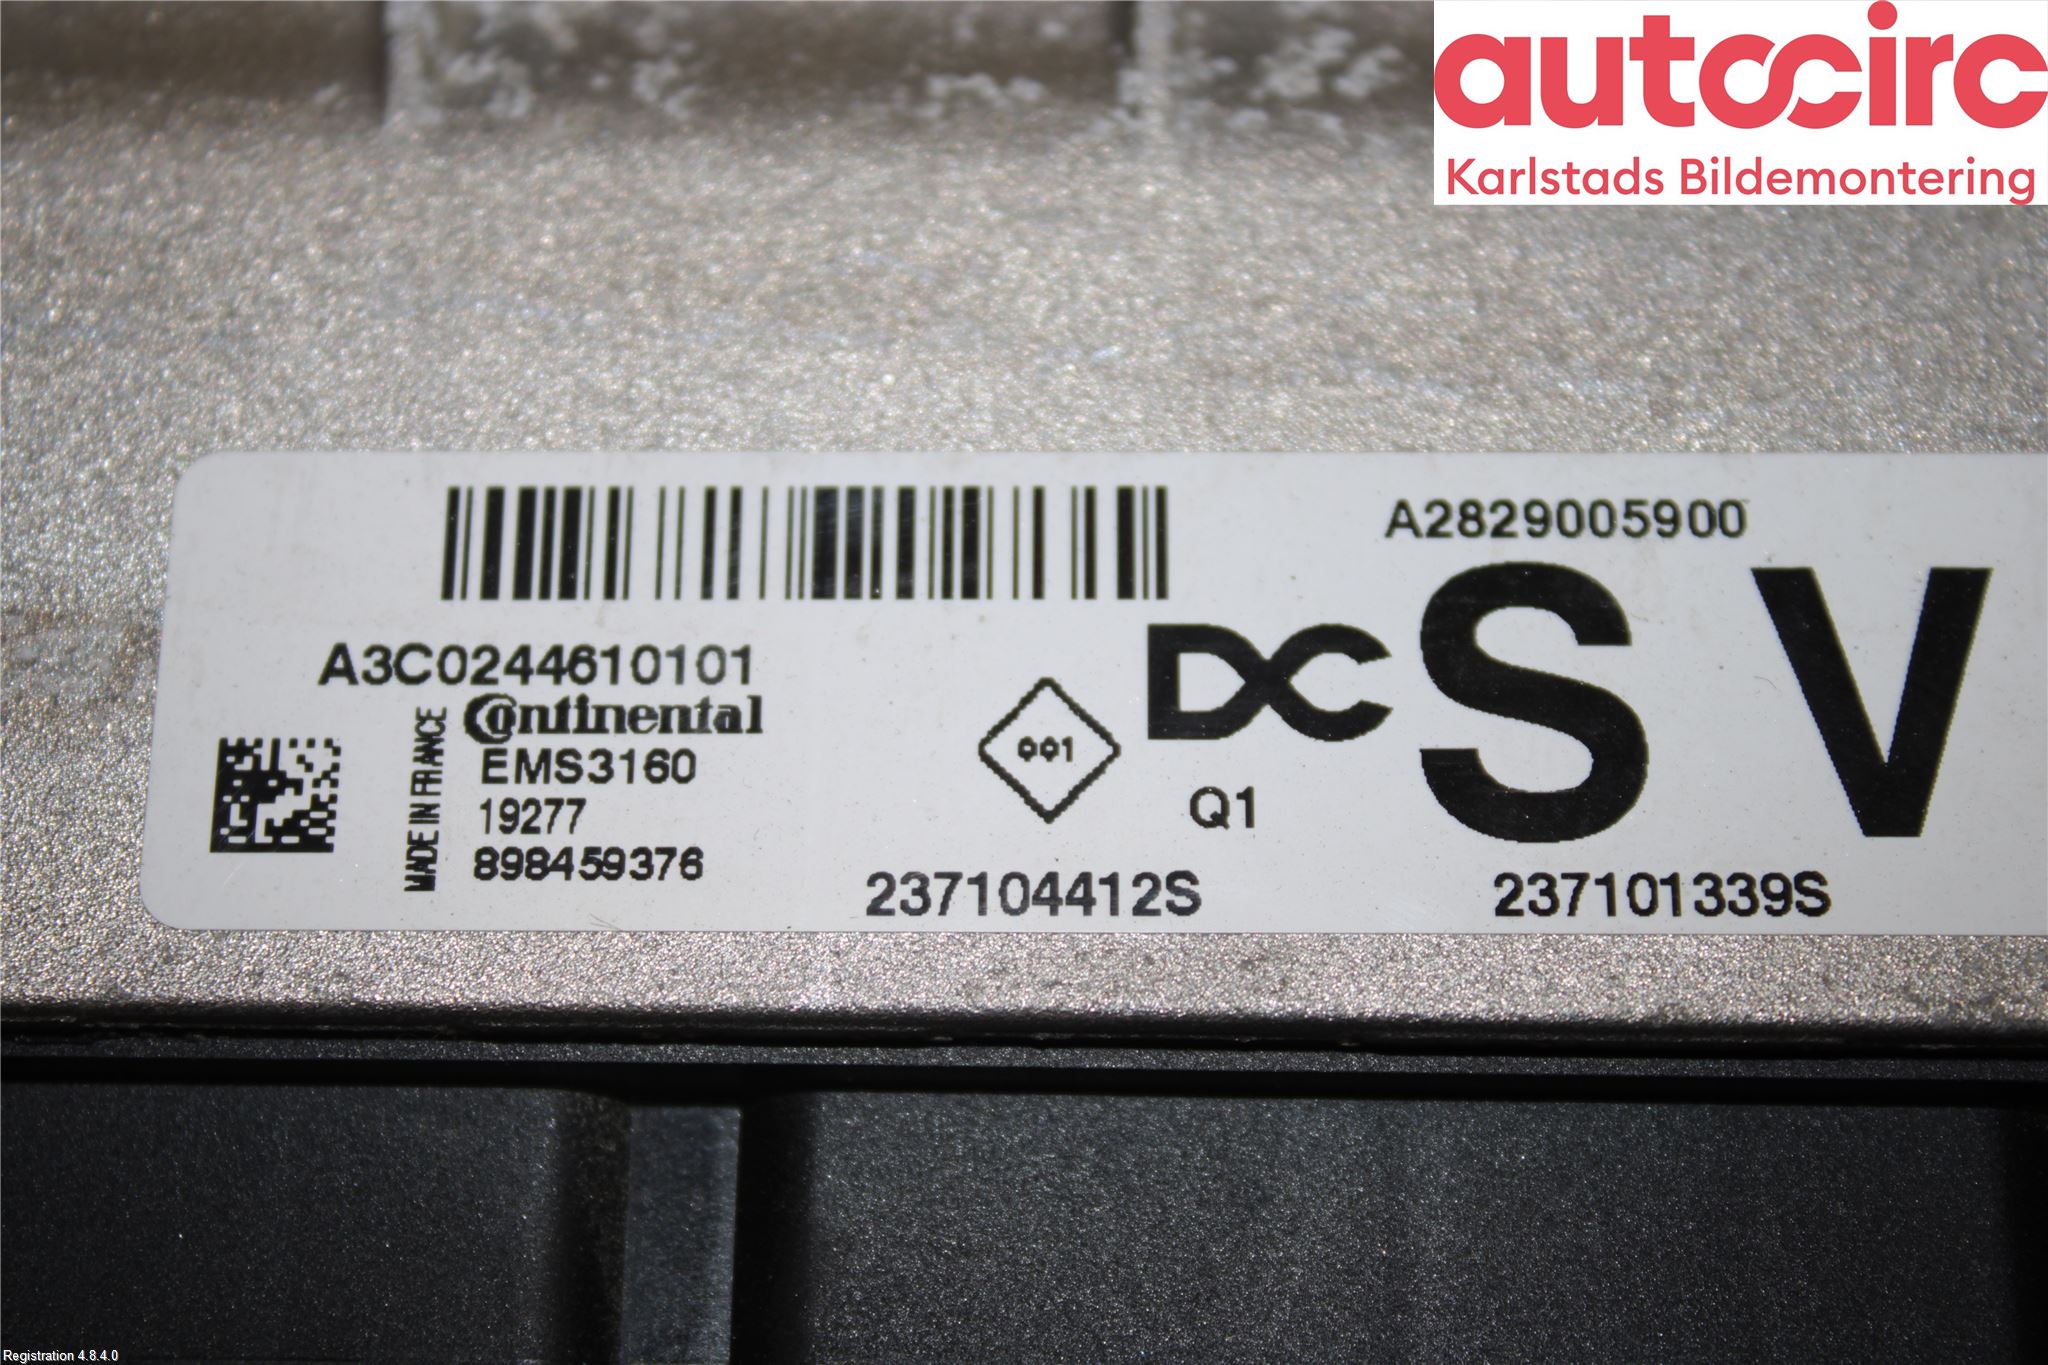 autocirc
Karlstads Bildemontering
A2829005900
A3C0244610101
Continental
EMS3160
19277
898459376
MADE IN FRANCE
001
DC
Q1
S V
237104412S
237101339S
Registration 4.8.4.0